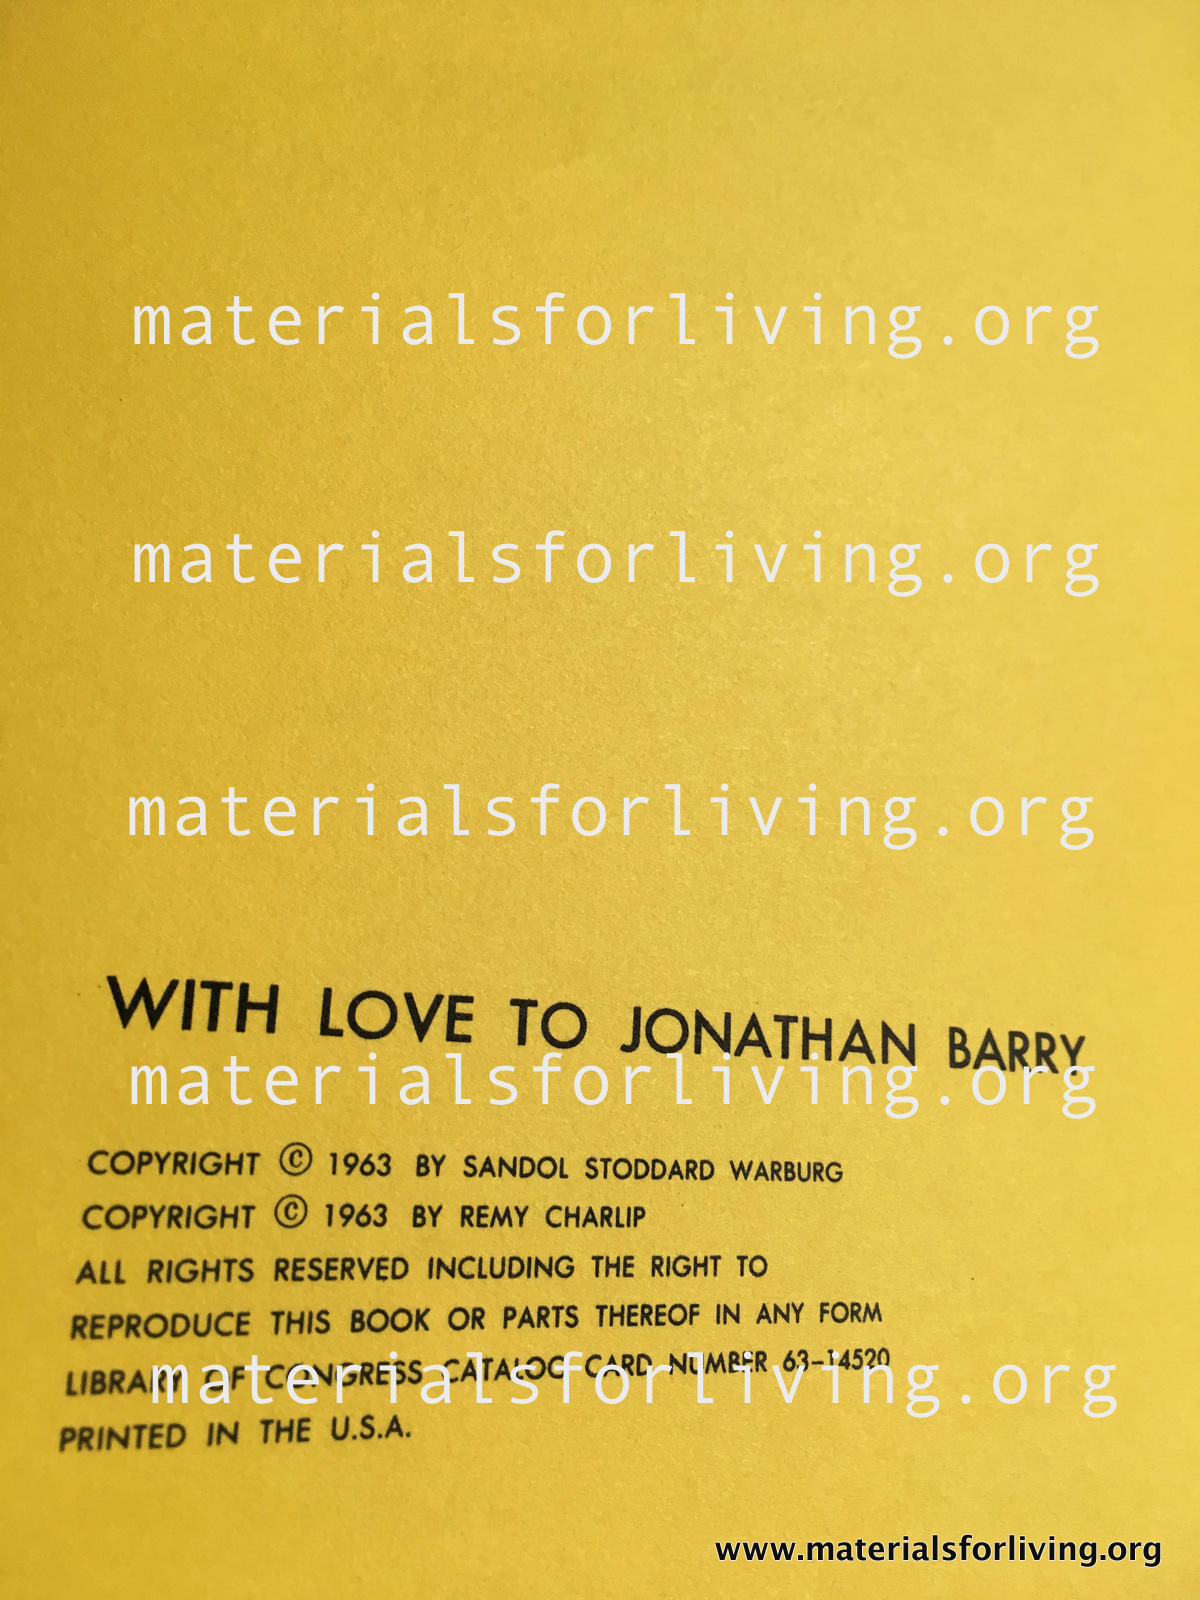 materialsforliving.org
materialsforliving.org
materialsforliving.org
WITH LOVE TO JONATHAN BARRY
materialsforliving.org
COPYRIGHT © 1963 BY SANDOL STODDARD WARBURG
COPYRIGHT © 1963 BY REMY CHARLIP
ALL RIGHTS RESERVED INCLUDING THE RIGHT TO
REPRODUCE THIS BOOK OR PARTS THEREOF IN ANY FORM
LIBRARY OF CONGRESS CATALOG CARD NUMBER 63-14520
materialsforliving.org
PRINTED IN THE U.S.A.
www.materialsforliving.org